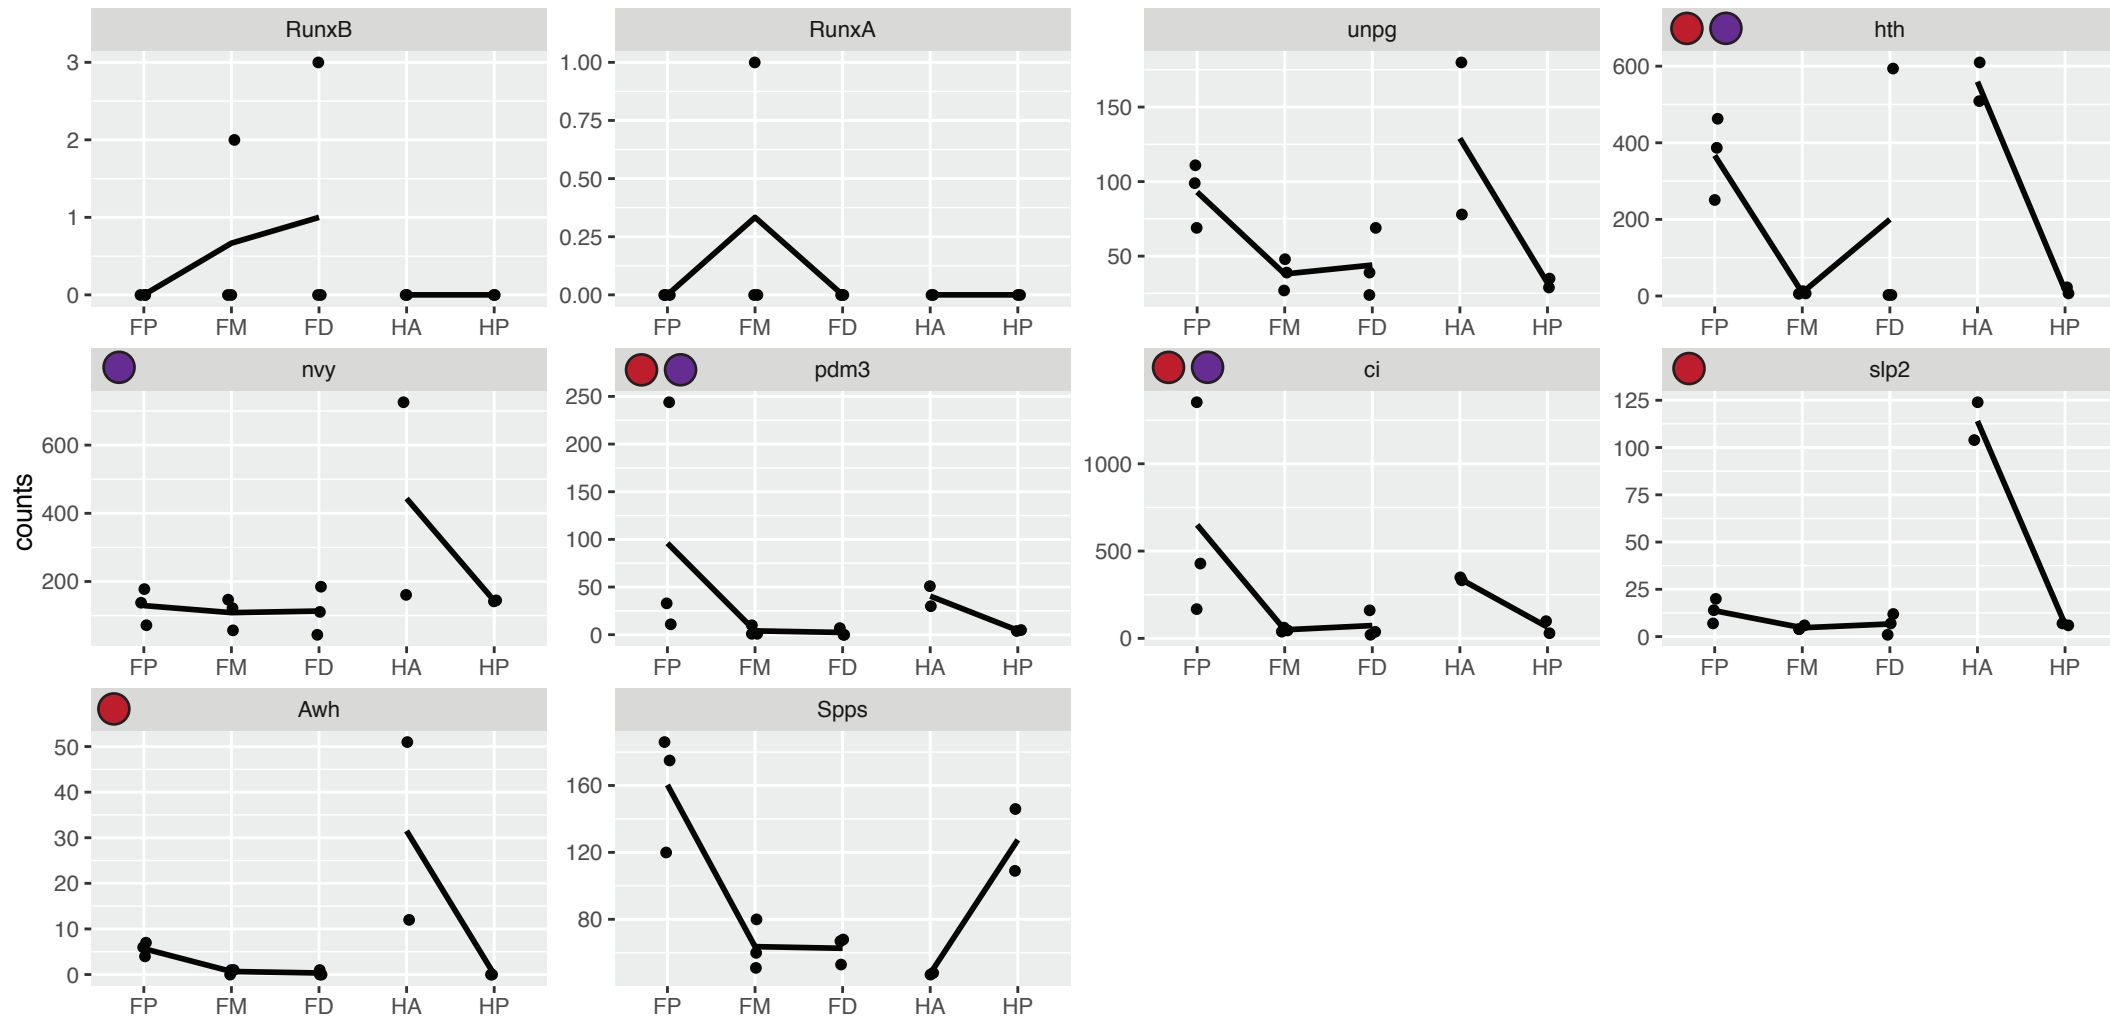 RunxB RunxA unpg hth
3 2 1 0
1.00 0.75 0.50 0.25 0.00
150 100 50
600 400 200 0
FP FM FD HA HP FP FM FD HA HP FP FM FD HA HP FP FM FD HA HP
nvy pdm3 ci slp2
counts
600 400 200
250 200 150 100 50 0
1000 500 0
125 100 75 50 25 0
FP FM FD HA HP FP FM FD HA HP FP FM FD HA HP FP FM FD HA HP
Awh Spps
50 40 30 20 10 0
160 120 80
FP FM FD HA HP FP FM FD HA HP